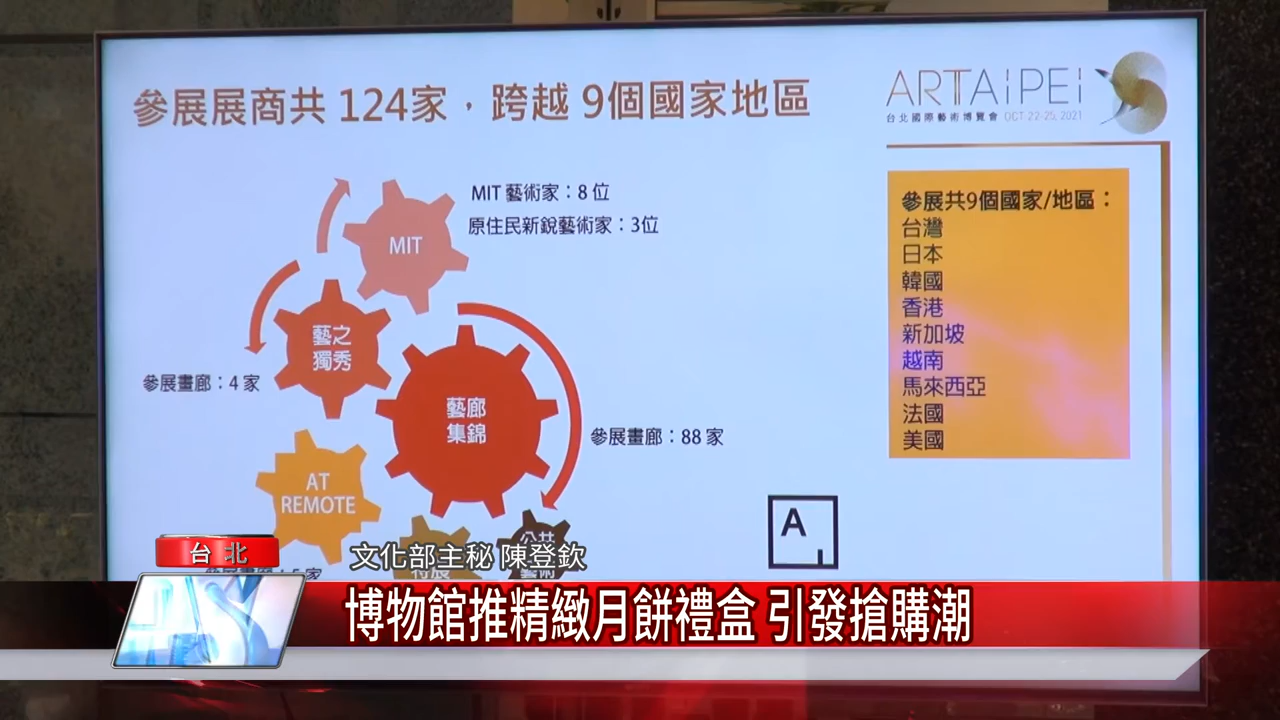 參展展商共 124家，跨越 9個國家地區
ARTTAIPEI
台北國際藝術博覽會 OCT 22-25, 2021
MIT
MIT 藝術家：8 位
原住民新銳藝術家：3位
藝之
獨秀
參展畫廊：4 家
藝廊
集錦
參展畫廊：88 家
AT
REMOTE
特展
公共
藝術
參展共9個國家/地區：
台灣
日本
韓國
香港
新加坡
越南
馬來西亞
法國
美國
A
台北
文化部主秘 陳登欽
博物館推精緻月餅禮盒 引發搶購潮